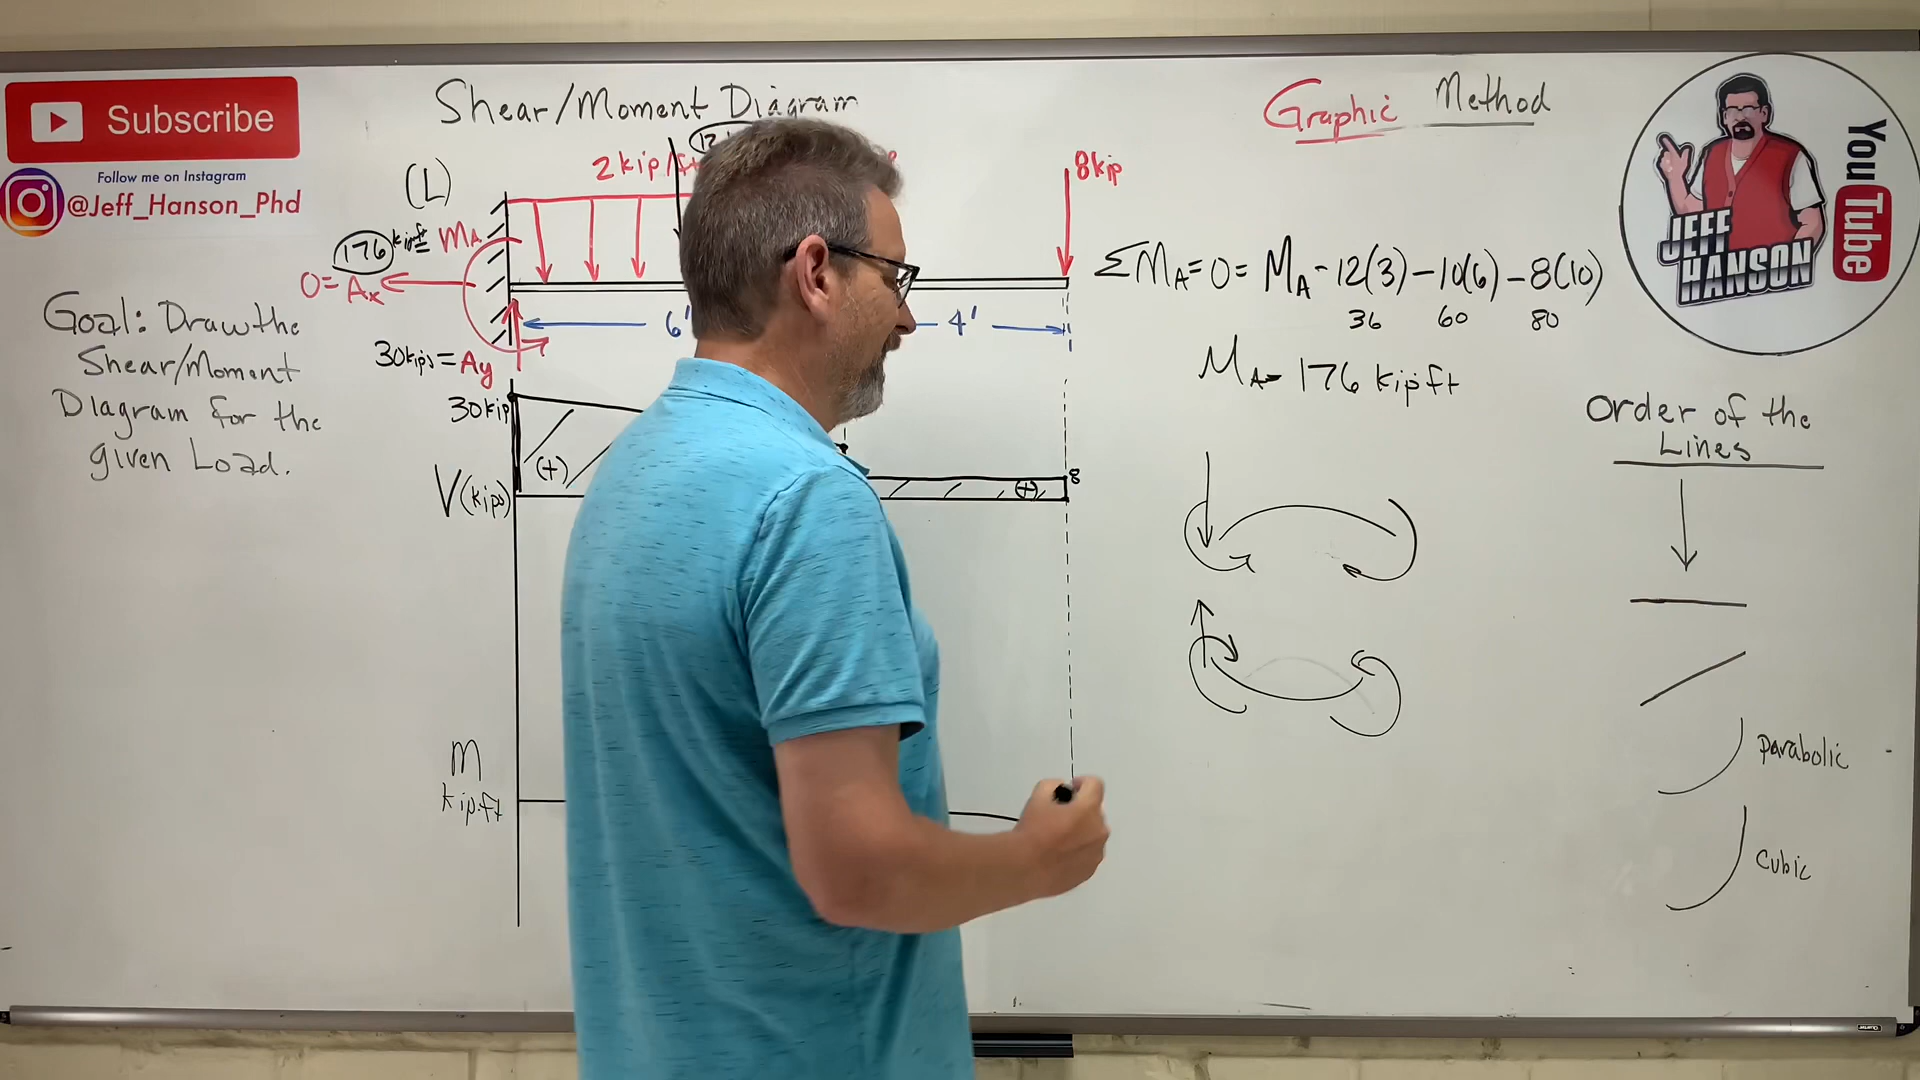 Subscribe
Follow me on Instagram
@Jeff_Hanson_Phd
Shear/Moment Diagram
Graphic Method
(L)
2kip/ft
8kip
176 kip·ft MA
0=Ax
6'
4'
30kips=Ay
Goal: Draw the
Shear/Moment
Diagram for the
given Load.
ΣMA=0=MA-12(3)-10(6)-8(10)
36 60 80
MA=176 kip·ft
30kip
(+)
V(kips)
(+)
8
M
kip·ft
Order of the
Lines
parabolic
cubic
JEFF
HANSON
YouTube